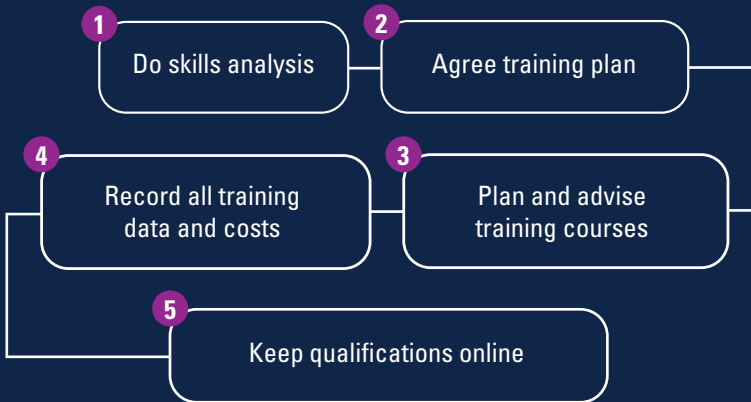 1
Do skills analysis
2
Agree training plan
3
Plan and advise
training courses
4
Record all training
data and costs
5
Keep qualifications online